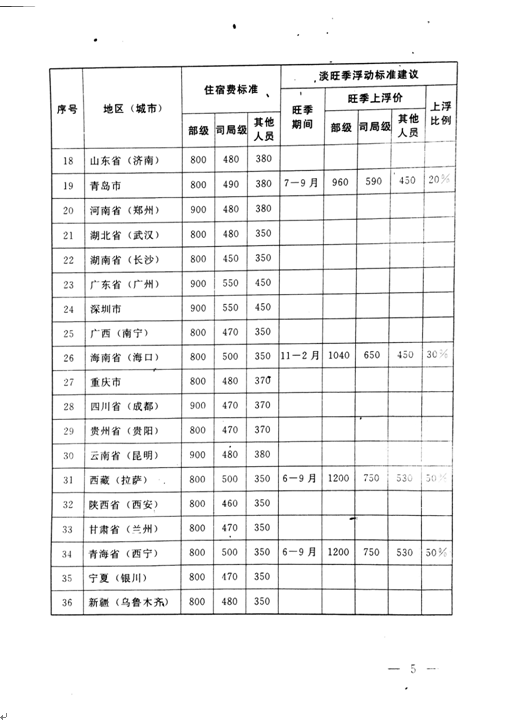 序号 地区（城市） 住宿费标准 淡旺季浮动标准建议
旺季期间 旺季上浮价 上浮比例
部级 司局级 其他人员 部级 司局级 其他人员
18 山东省（济南） 800 480 380
19 青岛市 800 490 380 7－9月 960 590 450 20%
20 河南省（郑州） 900 480 380
21 湖北省（武汉） 800 480 350
22 湖南省（长沙） 800 450 350
23 广东省（广州） 900 550 450
24 深圳市 900 550 450
25 广西（南宁） 800 470 350
26 海南省（海口） 800 500 350 11－2月 1040 650 450 30%
27 重庆市 800 480 370
28 四川省（成都） 900 470 370
29 贵州省（贵阳） 800 470 370
30 云南省（昆明） 900 480 380
31 西藏（拉萨） 800 500 350 6－9月 1200 750 530 50%
32 陕西省（西安） 800 460 350
33 甘肃省（兰州） 800 470 350
34 青海省（西宁） 800 500 350 6－9月 1200 750 530 50%
35 宁夏（银川） 800 470 350
36 新疆（乌鲁木齐） 800 480 350
— 5 —